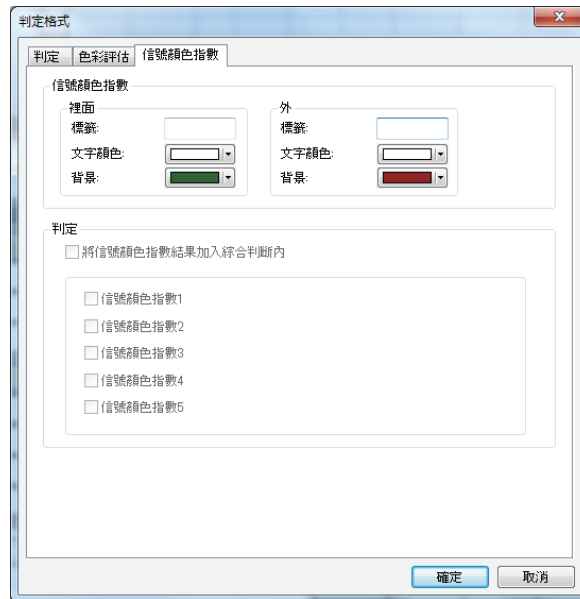 判定格式
判定 色彩評估 信號顏色指數
信號顏色指數
裡面
標籤:
文字顏色:
背景:
外
標籤:
文字顏色:
背景:
判定
將信號顏色指數結果加入綜合判斷內
信號顏色指數1
信號顏色指數2
信號顏色指數3
信號顏色指數4
信號顏色指數5
確定 取消